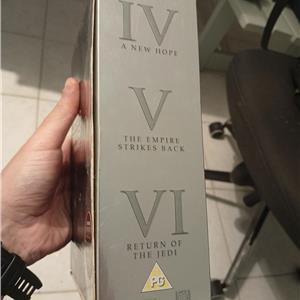 IV
A NEW HOPE
V
THE EMPIRE
STRIKES BACK
VI
RETURN OF
THE JEDI
PG